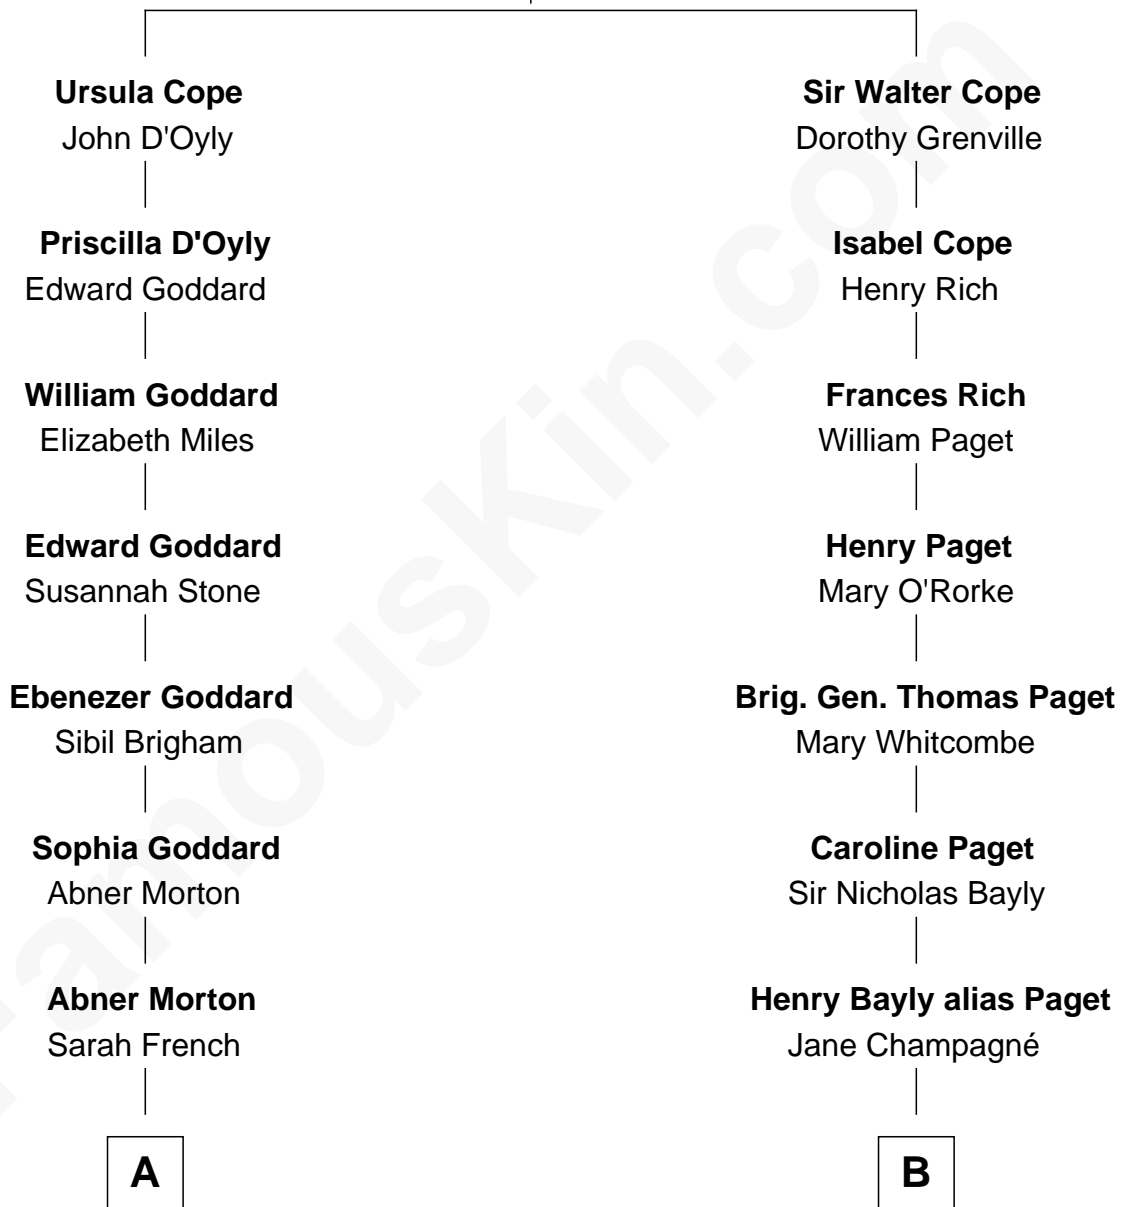 Ursula Cope
John D'Oyly
Priscilla D'Oyly
Edward Goddard
William Goddard
Elizabeth Miles
Edward Goddard
Susannah Stone
Ebenezer Goddard
Sibil Brigham
Sophia Goddard
Abner Morton
Abner Morton
Sarah French
A
Sir Walter Cope
Dorothy Grenville
Isabel Cope
Henry Rich
Frances Rich
William Paget
Henry Paget
Mary O'Rorke
Brig. Gen. Thomas Paget
Mary Whitcombe
Caroline Paget
Sir Nicholas Bayly
Henry Bayly alias Paget
Jane Champagné
B
FamousKin.com